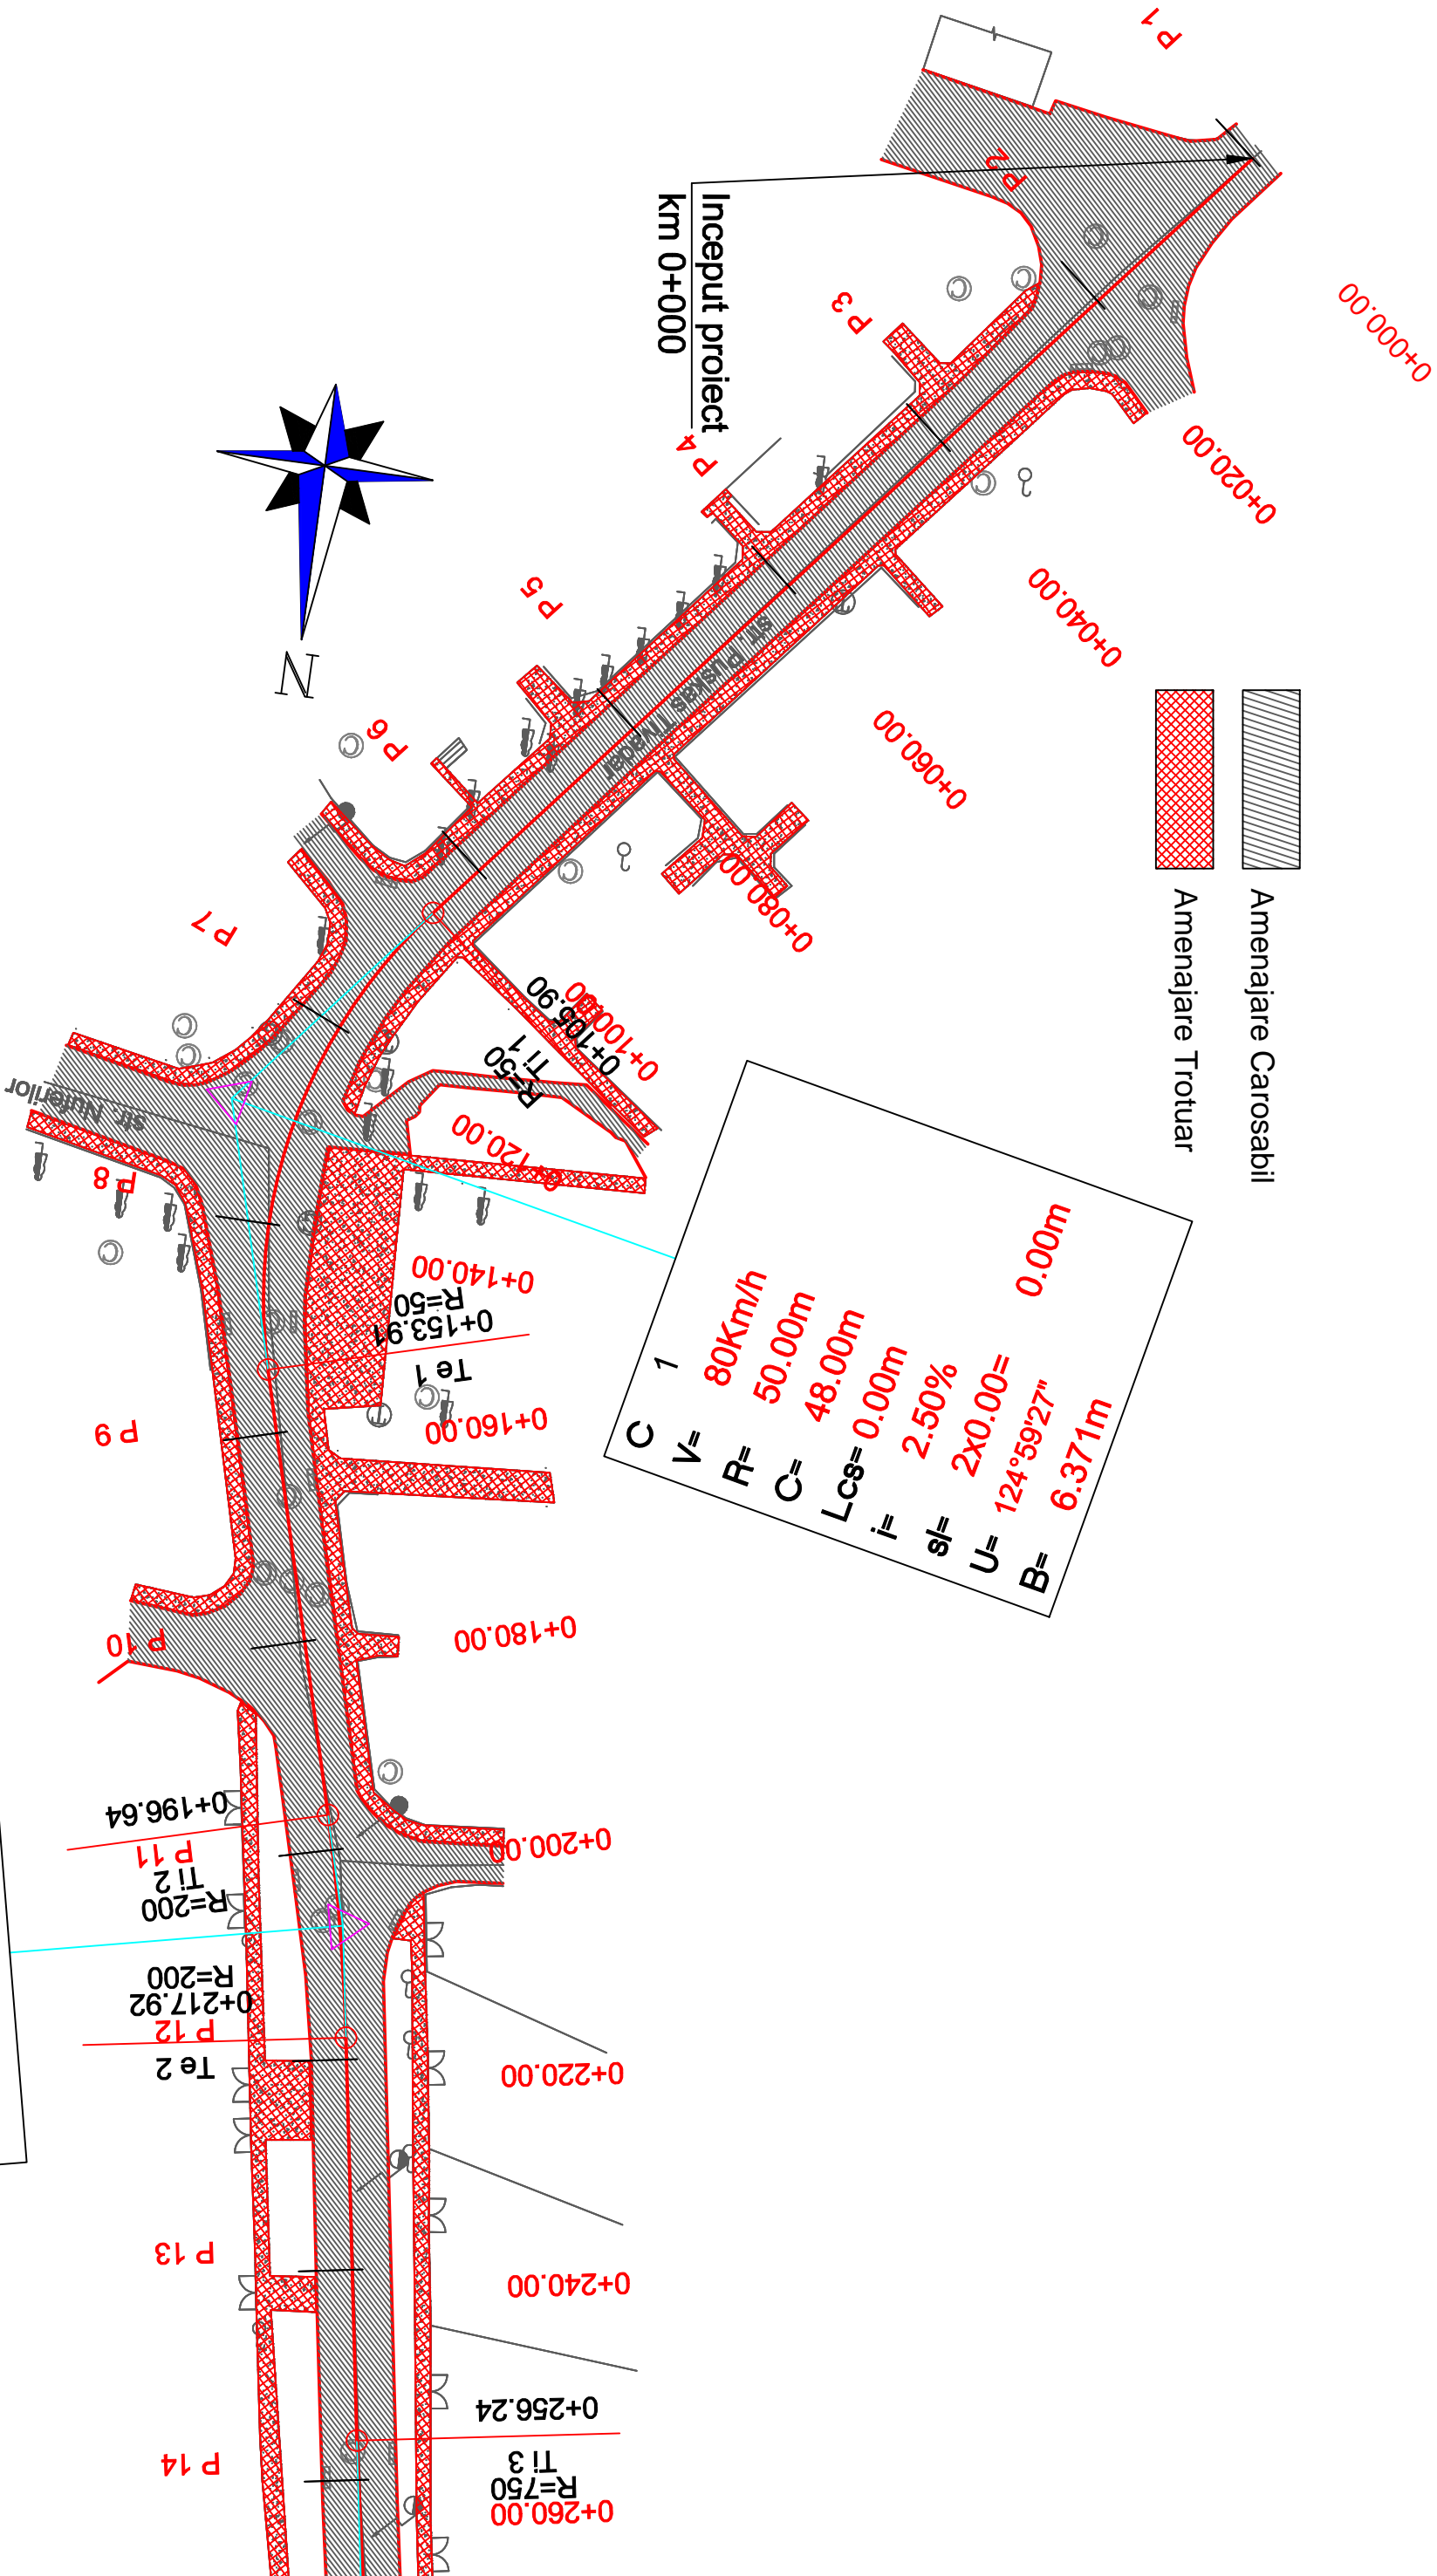 P 1
P 2
Inceput proiect
km 0+000
0+000.00
P 3
0+020.00
P 4
0+040.00
P 5
str. Puskas Tivadar
0+060.00
P 6
0+080.00
N
Amenajare Carosabil
Amenajare Trotuar
P 7
0+100.00
0+105.90
Ti 1
R=50
str. Nuferilor
0+120.00
P 8
C 1
V= 80Km/h
R= 50.00m
C= 48.00m
Lcs= 0.00m
i= 2.50%
sl= 2x0.00= 0.00m
U= 124°59'27"
B= 6.371m
0+140.00
R=50
0+153.91
Te 1
P 9
0+160.00
P 10
0+180.00
0+196.64
P 11
Ti 2
R=200
0+200.00
R=200
0+217.92
P 12
Te 2
0+220.00
P 13
0+240.00
0+256.24
Ti 3
R=750
P 14
0+260.00